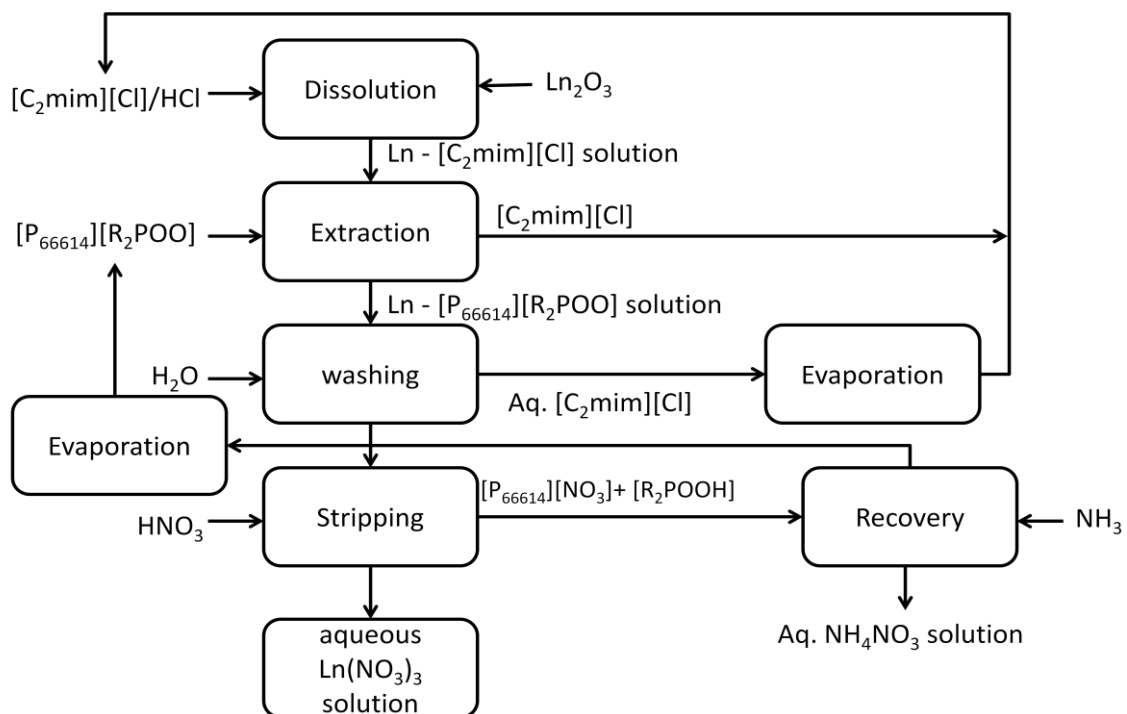 [C₂mim][Cl]/HCl
Dissolution
Ln₂O₃
Ln - [C₂mim][Cl] solution
[P₆₆₆₁₄][R₂POO]
Extraction
[C₂mim][Cl]
Ln - [P₆₆₆₁₄][R₂POO] solution
H₂O
washing
Aq. [C₂mim][Cl]
Evaporation
Evaporation
HNO₃
Stripping
[P₆₆₆₁₄][NO₃]+ [R₂POOH]
Recovery
NH₃
aqueous
Ln(NO₃)₃
solution
Aq. NH₄NO₃ solution